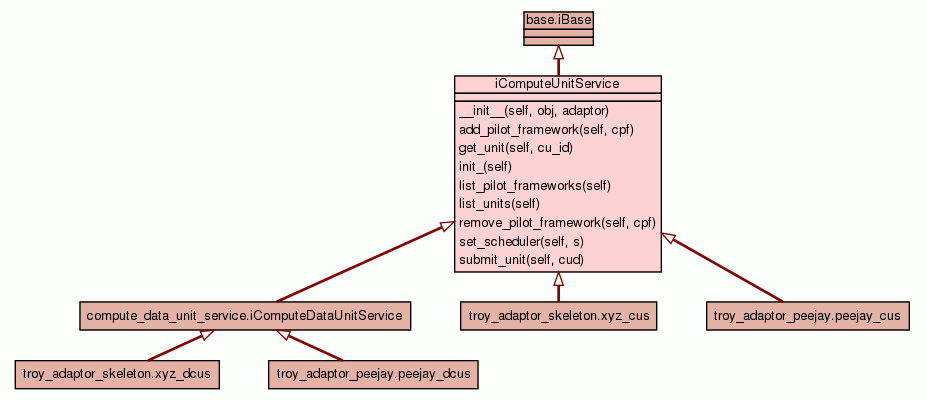 base.iBase
iComputeUnitService
__init__(self, obj, adaptor)
add_pilot_framework(self, cpf)
get_unit(self, cu_id)
init_(self)
list_pilot_frameworks(self)
list_units(self)
remove_pilot_framework(self, cpf)
set_scheduler(self, s)
submit_unit(self, cud)
compute_data_unit_service.iComputeDataUnitService
troy_adaptor_skeleton.xyz_cus
troy_adaptor_peejay.peejay_cus
troy_adaptor_skeleton.xyz_dcus
troy_adaptor_peejay.peejay_dcus